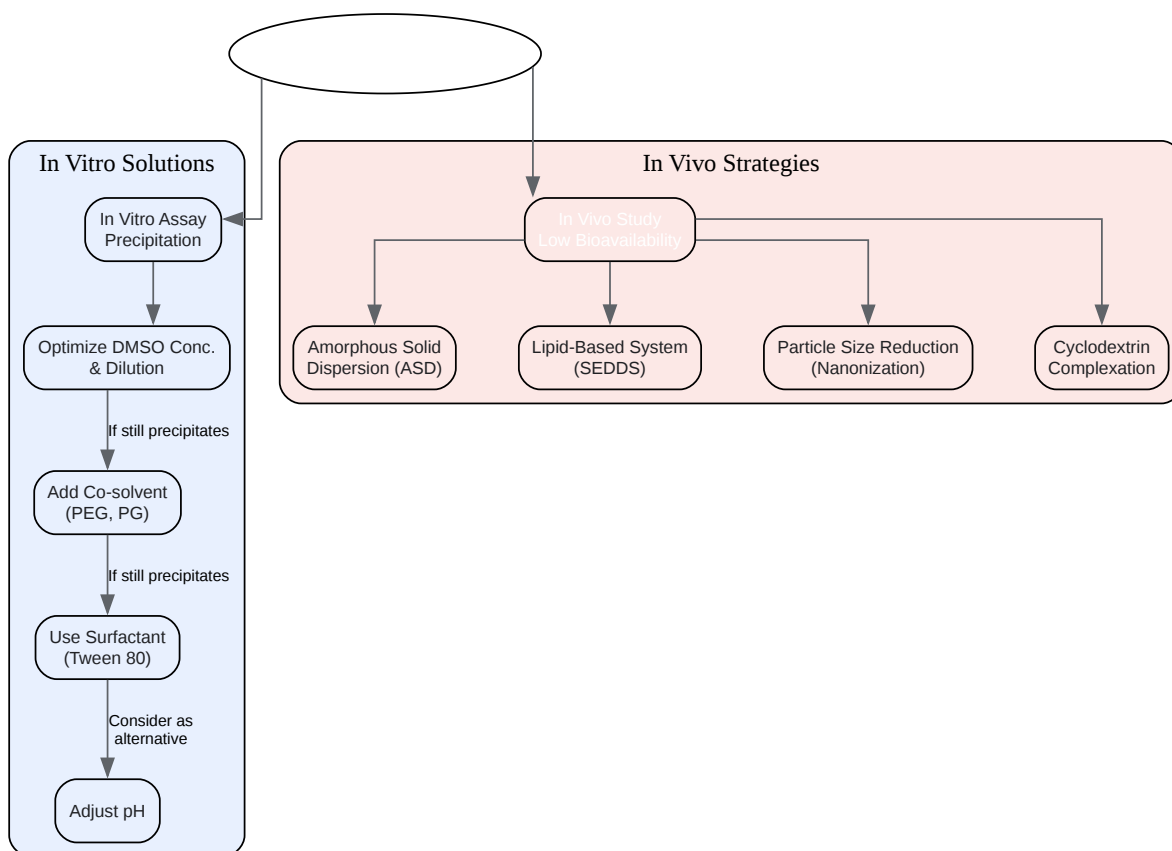 In Vitro Solutions
In Vitro Assay
Precipitation
Optimize DMSO Conc.
& Dilution
If still precipitates
Add Co-solvent
(PEG, PG)
If still precipitates
Use Surfactant
(Tween 80)
Consider as
alternative
Adjust pH
In Vivo Strategies
In Vivo Study
Low Bioavailability
Amorphous Solid
Dispersion (ASD)
Lipid-Based System
(SEDDS)
Particle Size Reduction
(Nanonization)
Cyclodextrin
Complexation